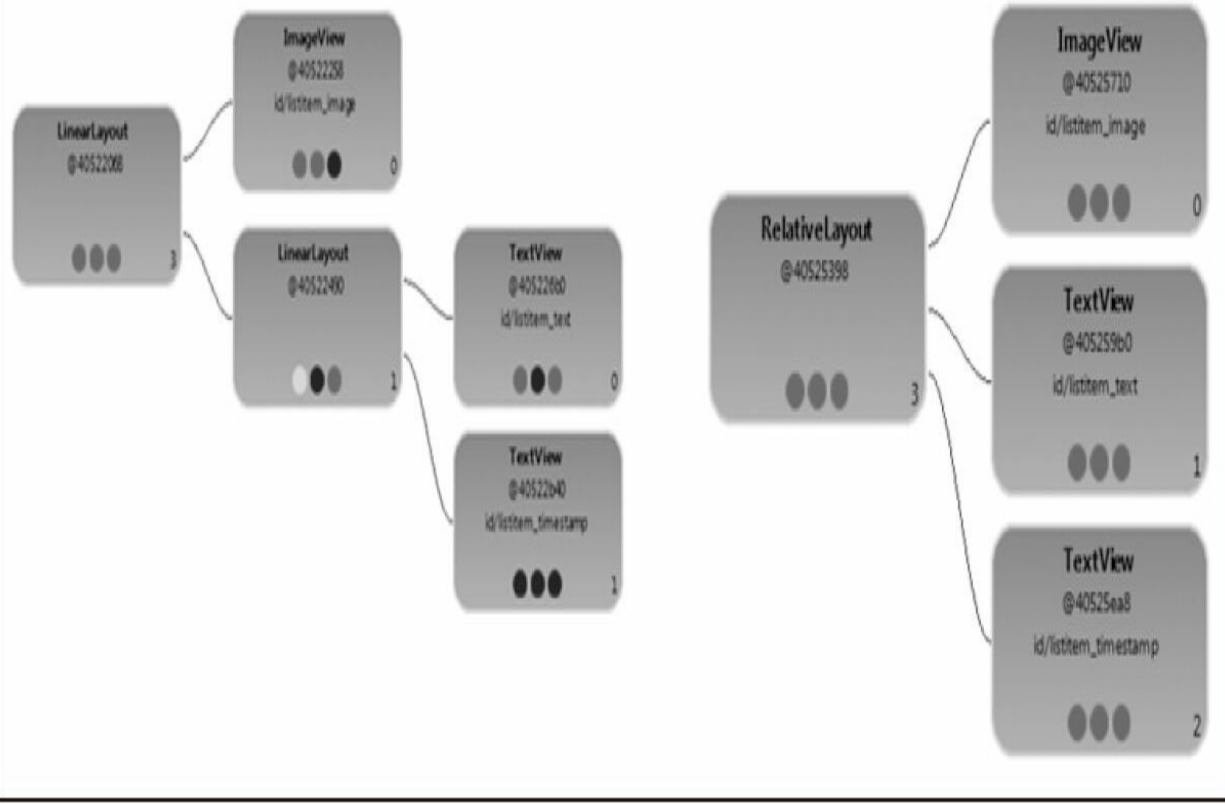 LinearLayout
@40522068
3
ImageView
@40522258
id/listitem_image
0
LinearLayout
@40522490
1
TextView
@405226b0
id/listitem_text
0
TextView
@40522b40
id/listitem_timestamp
1
RelativeLayout
@40525398
3
ImageView
@40525710
id/listitem_image
0
TextView
@405259b0
id/listitem_text
1
TextView
@40525ea8
id/listitem_timestamp
2